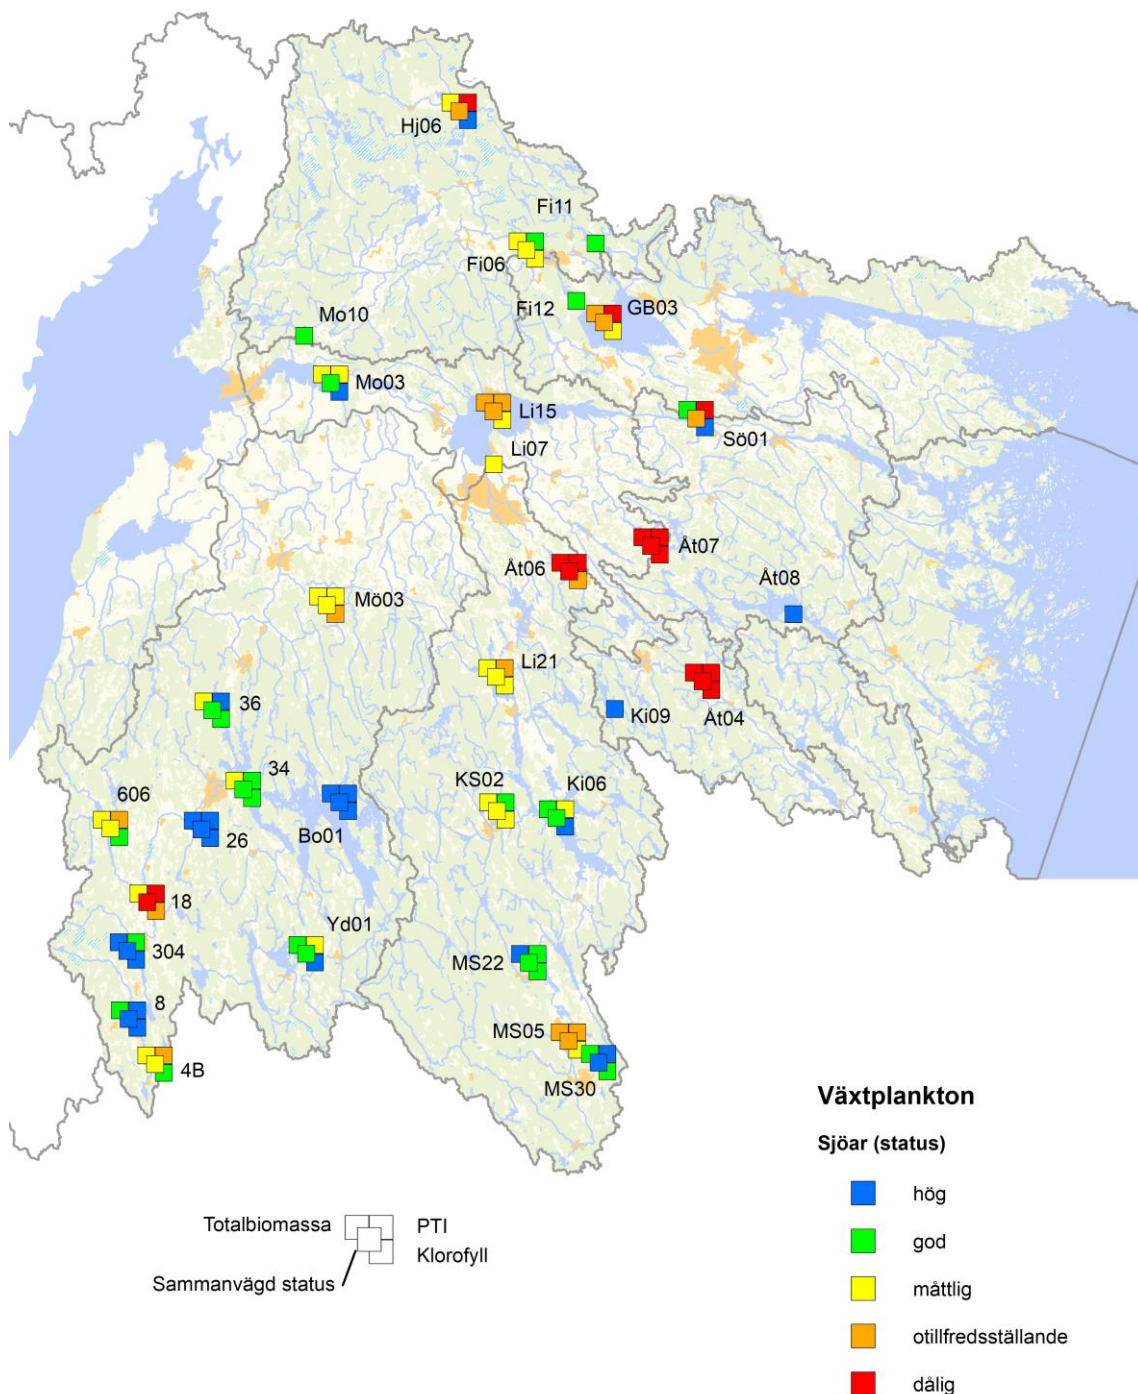 Hj06
Fi11
Fi06
Fi12
GB03
Mo10
Mo03
Li15
Sö01
Li07
Åt07
Åt06
Åt08
Mö03
Li21
36
Ki09
Åt04
34
KS02
Ki06
606
Bo01
26
18
Yd01
304
MS22
8
MS05
4B
MS30
Växtplankton
Sjöar (status)
hög
god
måttlig
otillfredsställande
dålig
Totalbiomassa
PTI
Klorofyll
Sammanvägd status